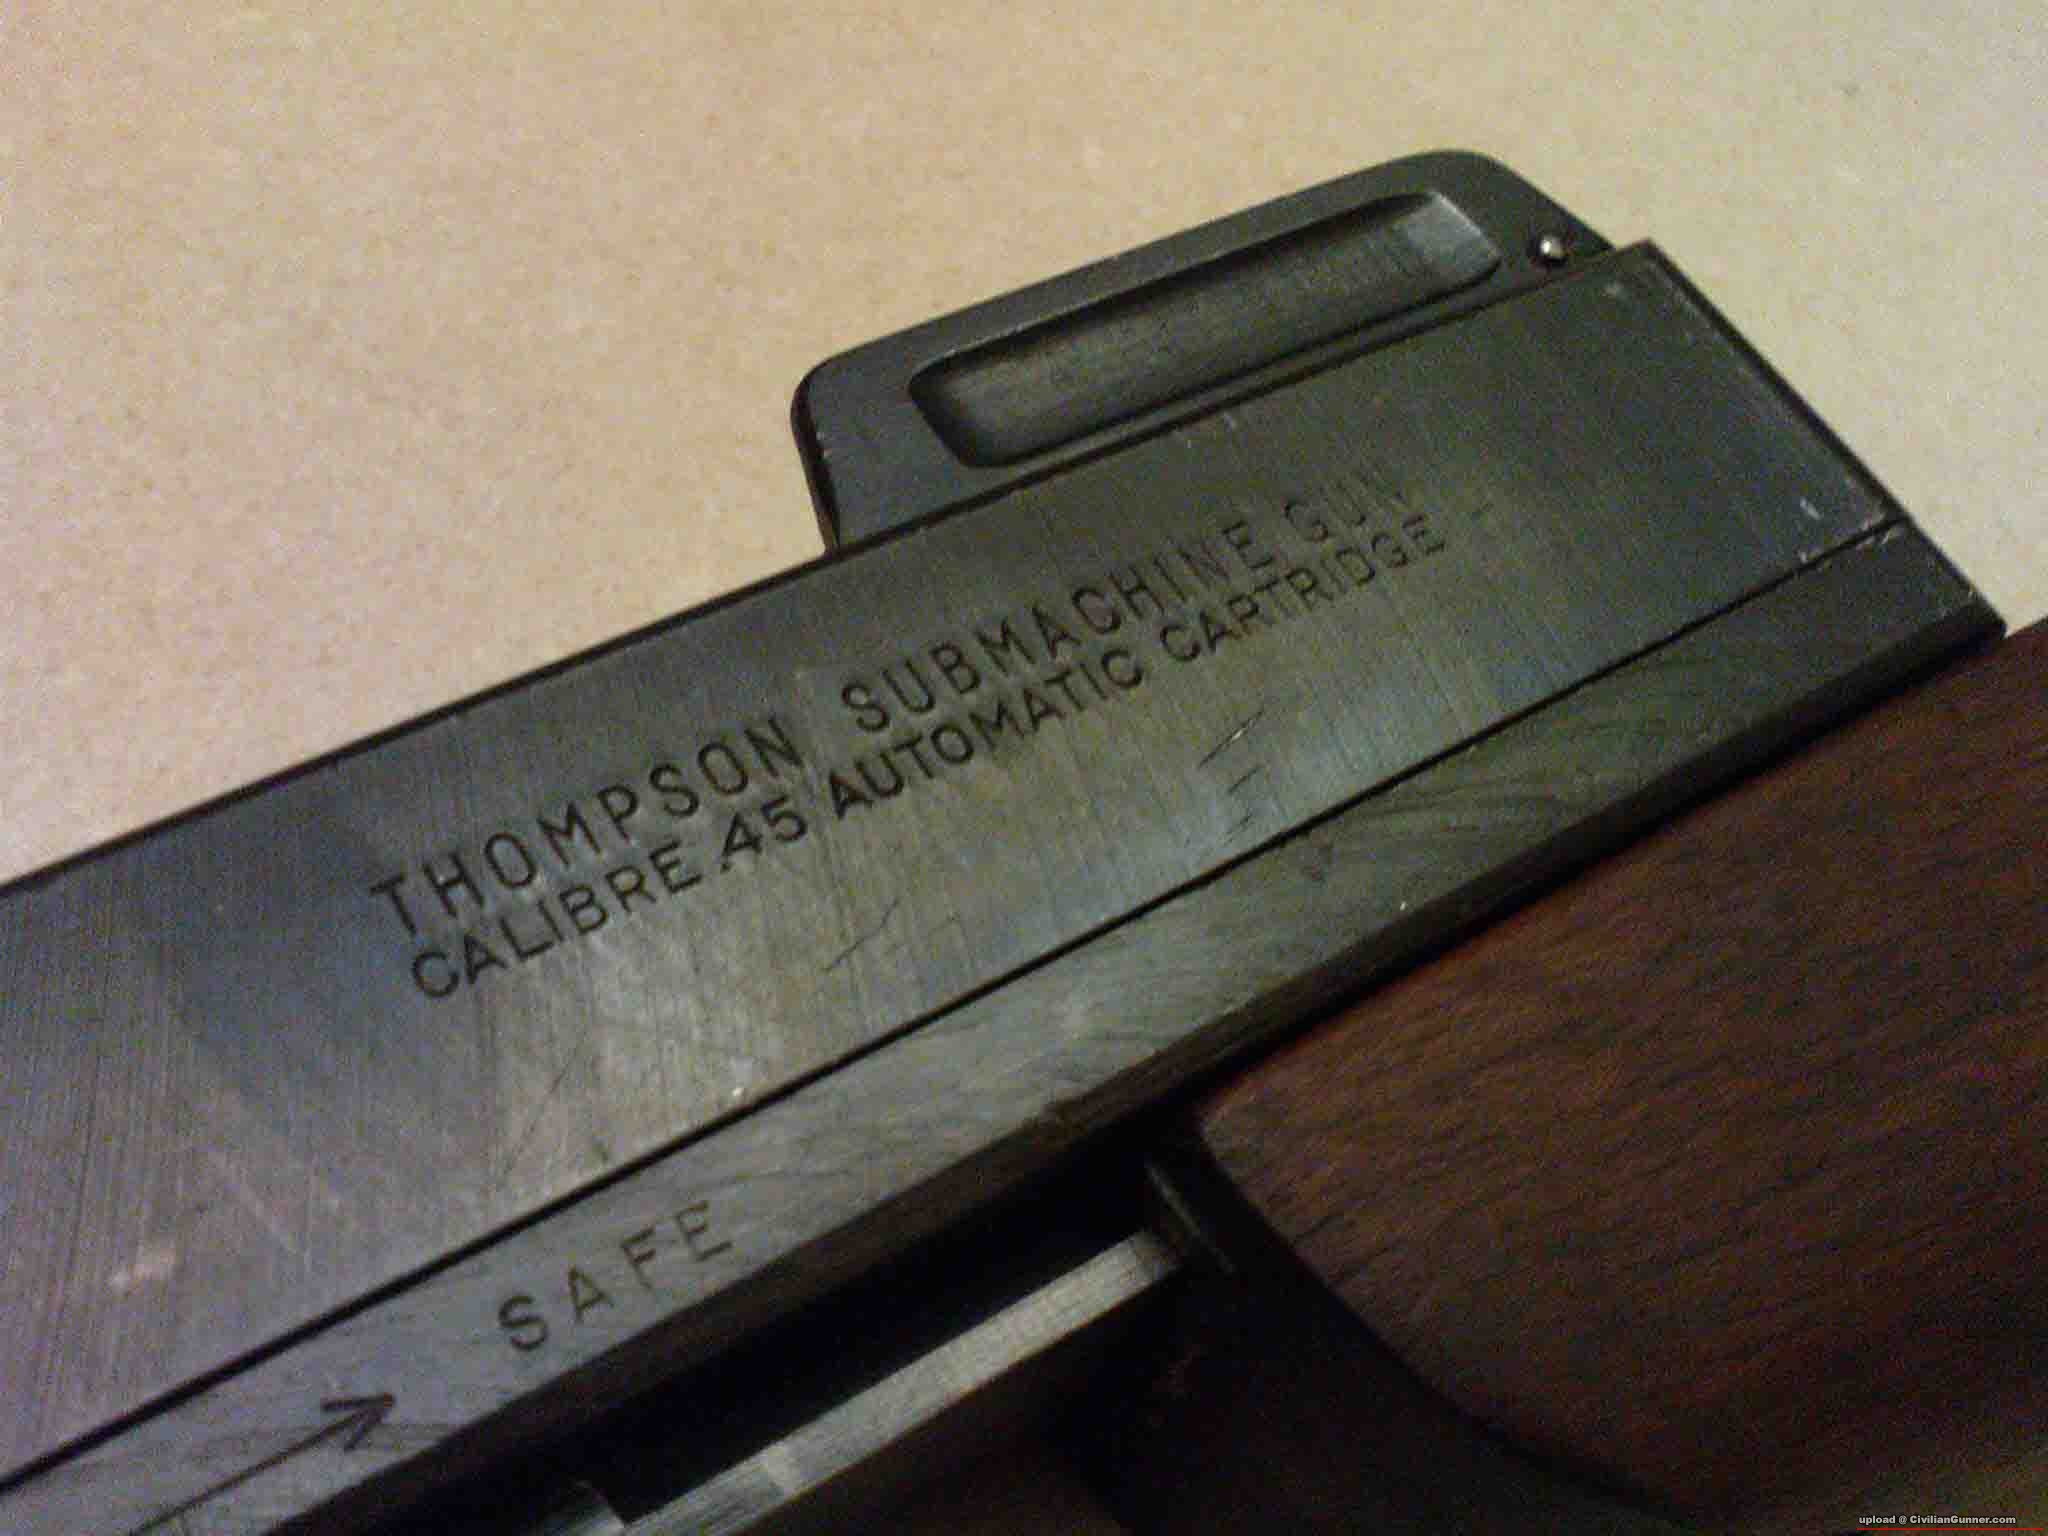 THOMPSON SUBMACHINE GUN
CALIBRE .45 AUTOMATIC CARTRIDGE
SAFE
upload @ CivilianGunner.com